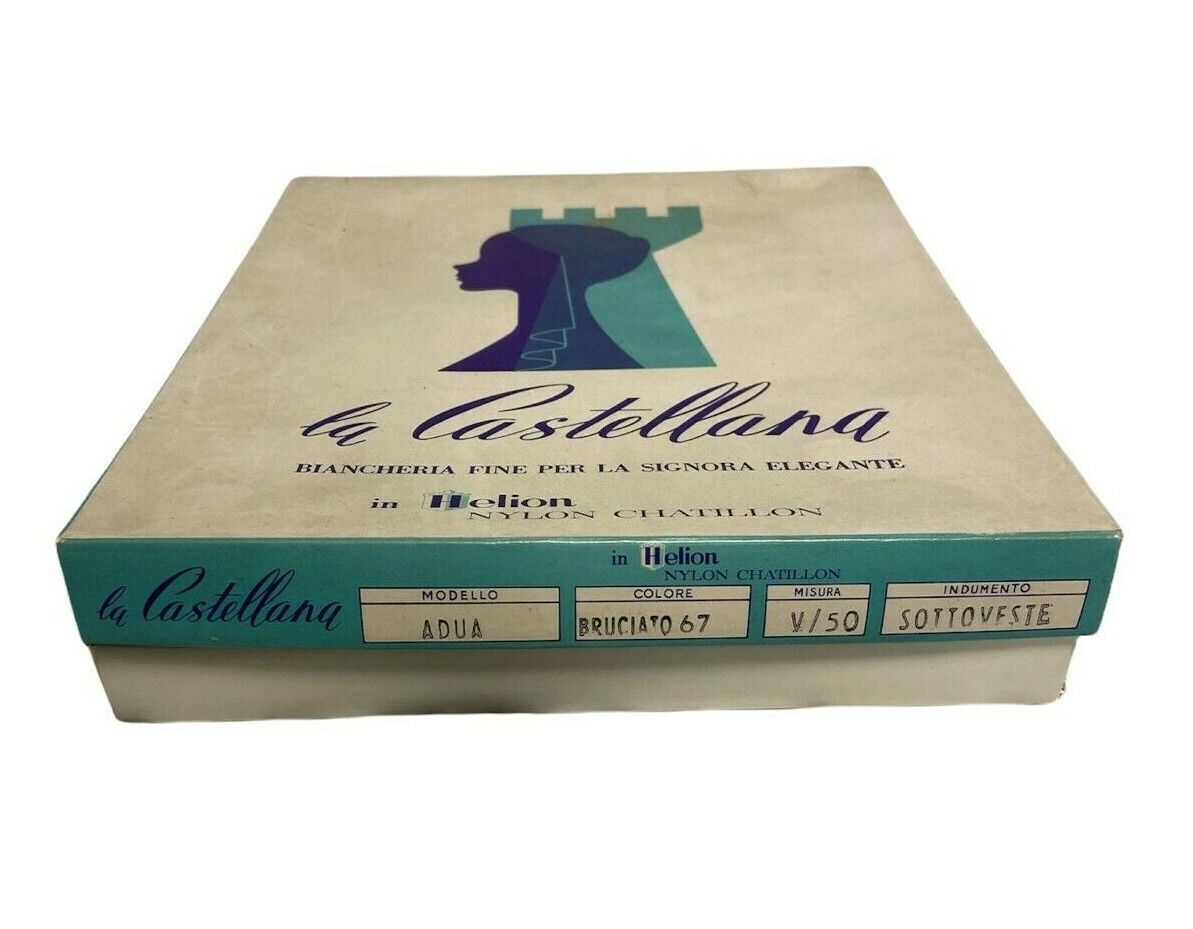 la Castellana
BIANCHERIA FINE PER LA SIGNORA ELEGANTE
in Helion
NYLON CHATILLON
in Helion
NYLON CHATILLON
la Castellana
MODELLO
ADUA
COLORE
BRUCIATO 67
MISURA
V/50
INDUMENTO
SOTTOVESTE